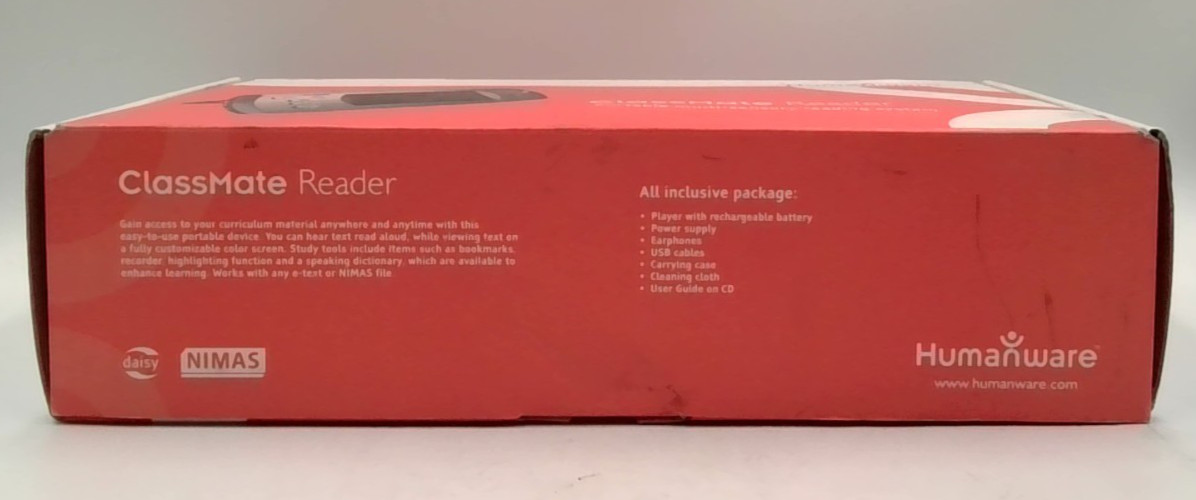 ClassMate Reader
ClassMate Reader
Gain access to your curriculum material anywhere and anytime with this
easy-to-use portable device. You can hear text read aloud, while viewing text on
a fully customizable color screen. Study tools include items such as bookmarks,
recorder, highlighting function and a speaking dictionary, which are available to
enhance learning. Works with any e-text or NIMAS file
daisy
NIMAS
All inclusive package:
• Player with rechargeable battery
• Power supply
• Earphones
• USB cables
• Carrying case
• Cleaning cloth
• User Guide on CD
HumanWare™
www.humanware.com